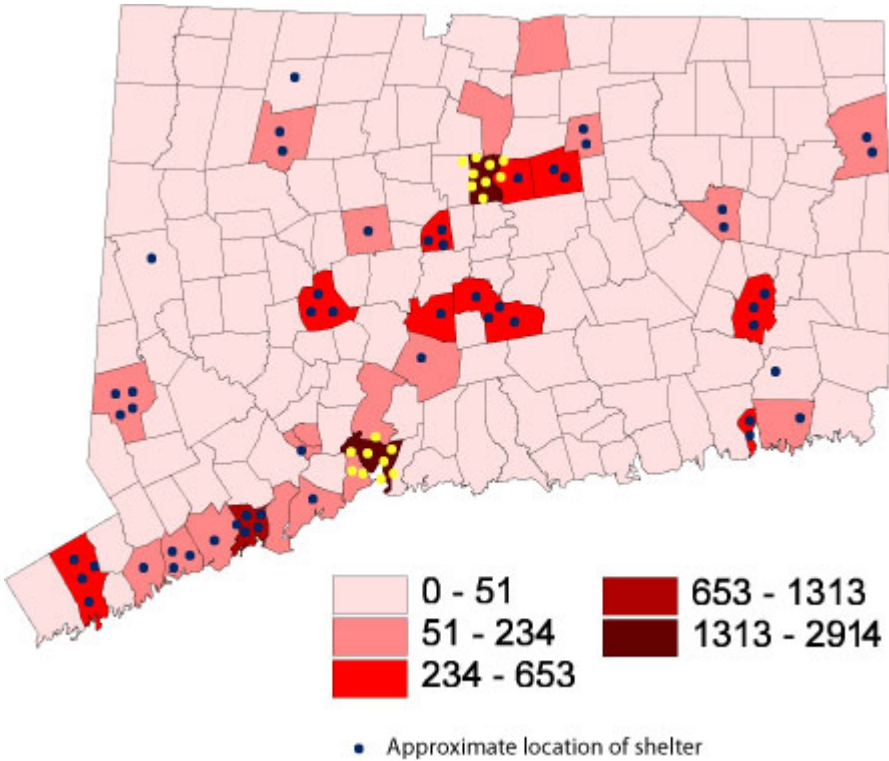 0 - 51
51 - 234
234 - 653
653 - 1313
1313 - 2914
Approximate location of shelter